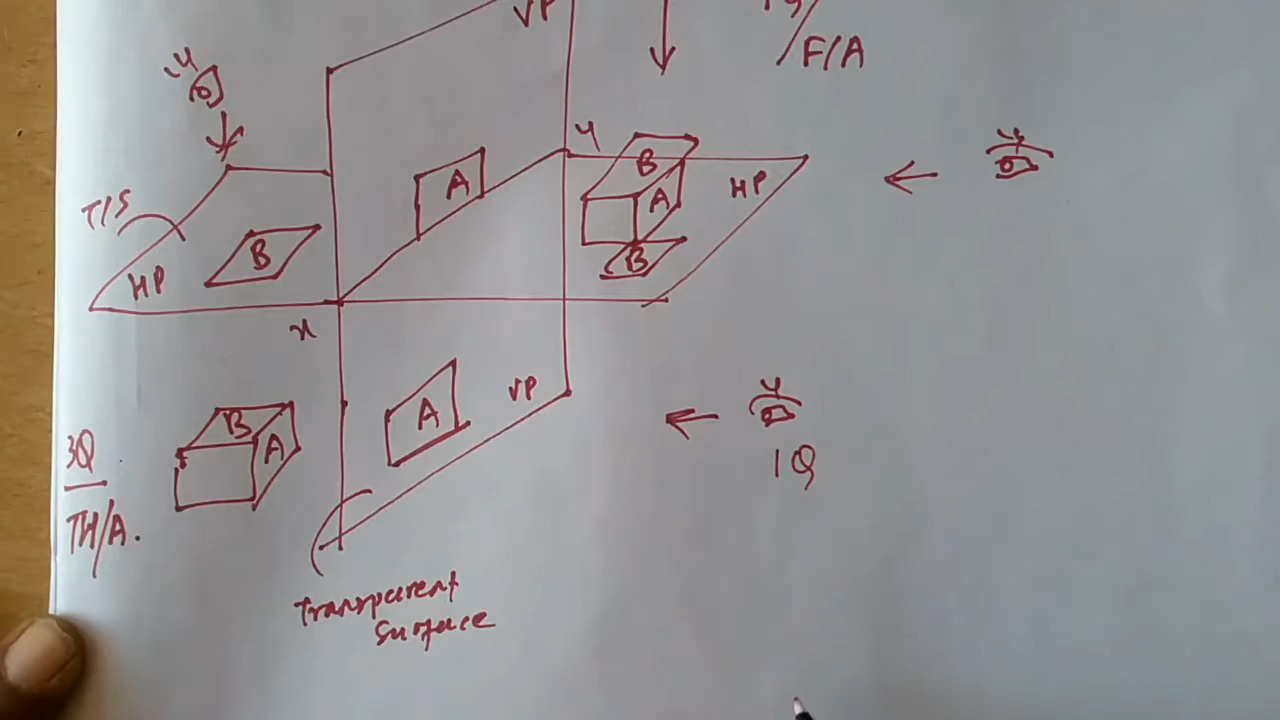 VP
F/A
y
B
A
B
A
HP
T/S
B
HP
B
x
A
VP
B
A
3Q
TH/A.
1Q
Transparent
Surface